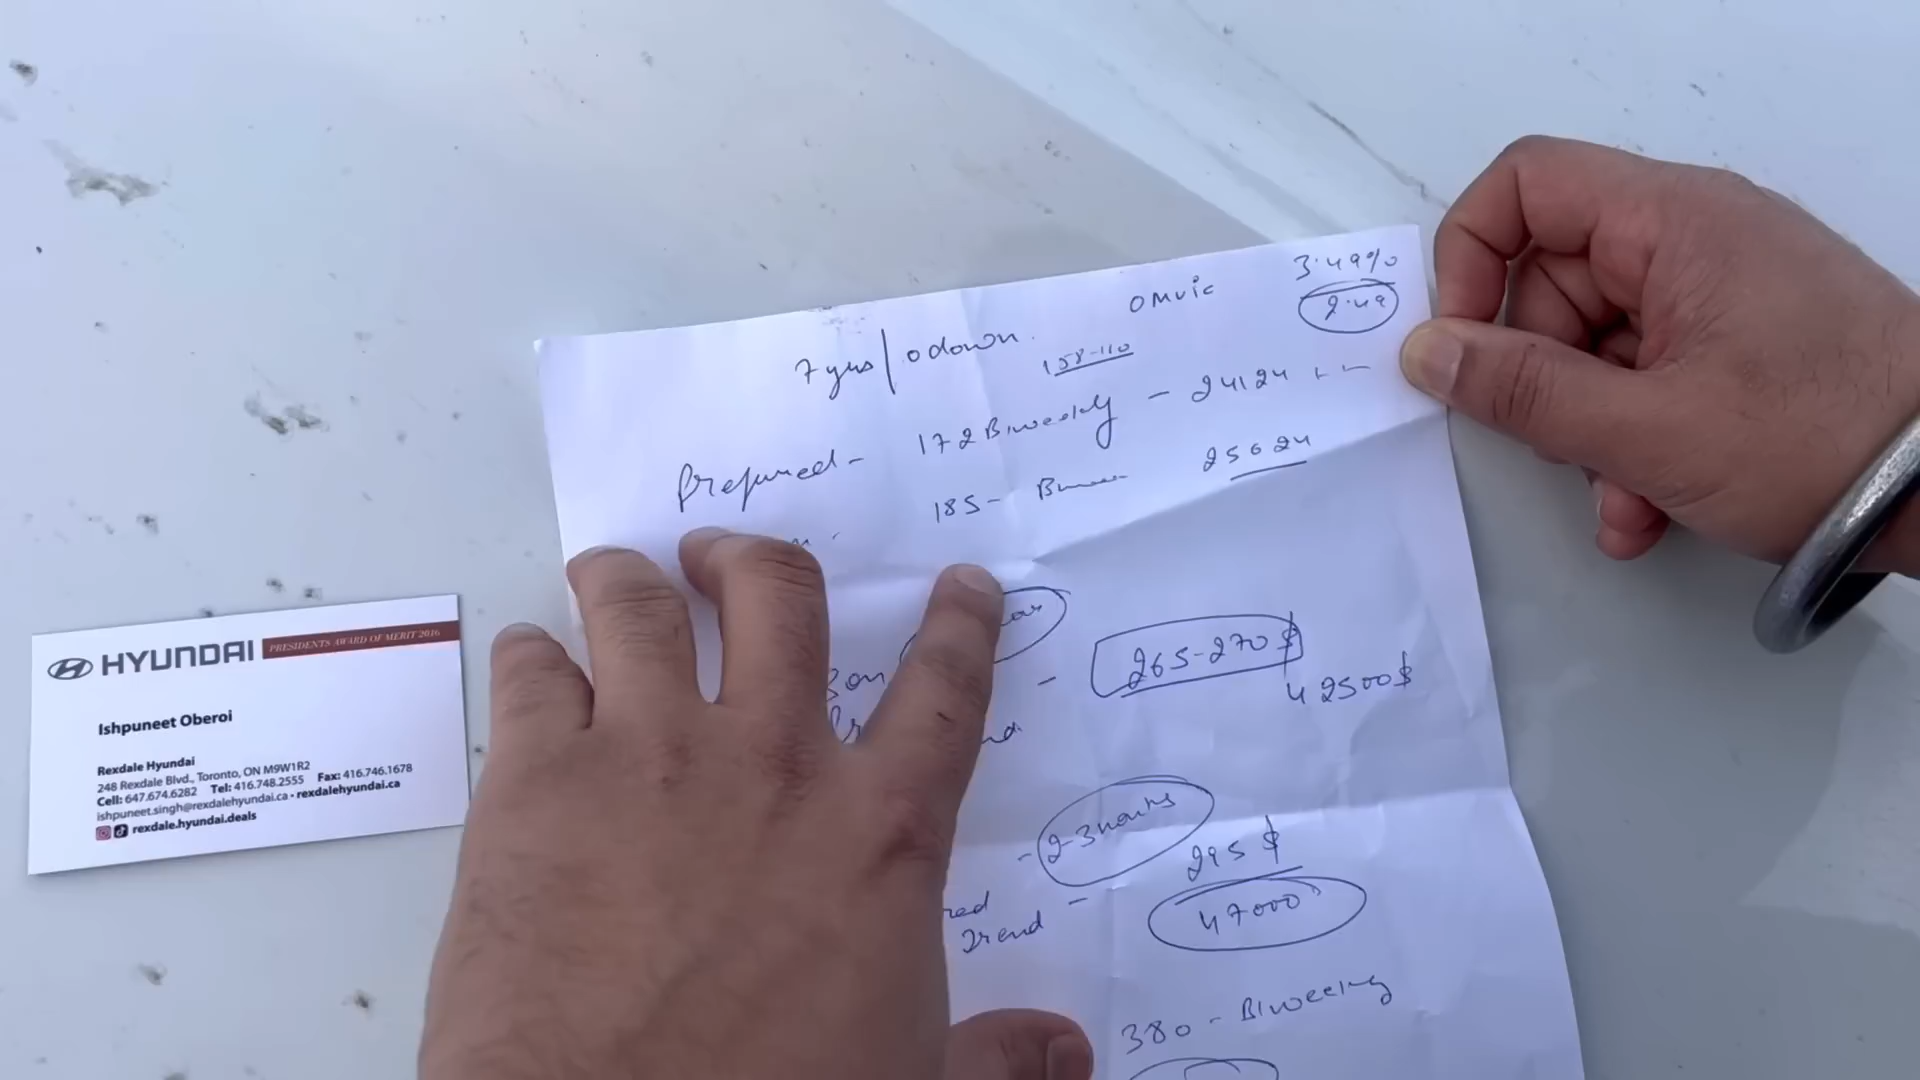 HYUNDAI PRESIDENTS AWARD OF MERIT 2016
Ishpuneet Oberoi
Rexdale Hyundai
248 Rexdale Blvd., Toronto, ON M9W1R2
Cell: 647.674.6282 Tel: 416.748.2555 Fax: 416.746.1678
ishpuneet.singh@rexdalehyundai.ca • rexdalehyundai.ca
rexdale.hyundai.deals
OMVIC 3.49%
2.49
7 yrs/0 down.
158-110
Prefurred - 172 Biweekly - 24124
185 - 25624
265-270$
42500$
- 2-3 months
295$
Trend - 47000
380 - Biweekly